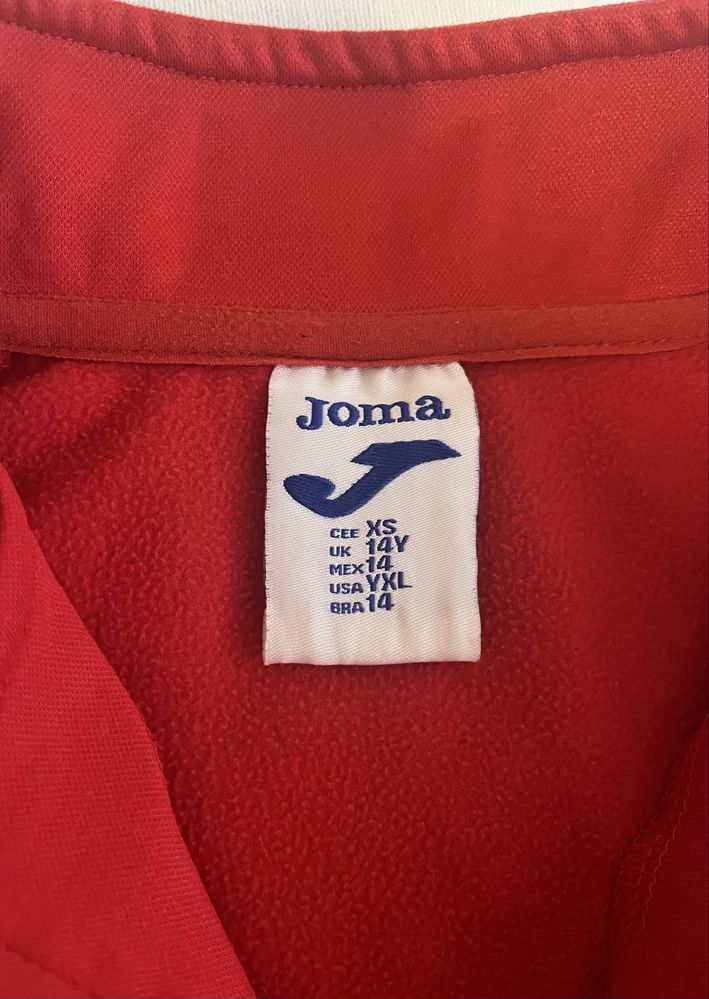 Joma
CEE XS
UK 14Y
MEX 14
USA YXL
BRA 14